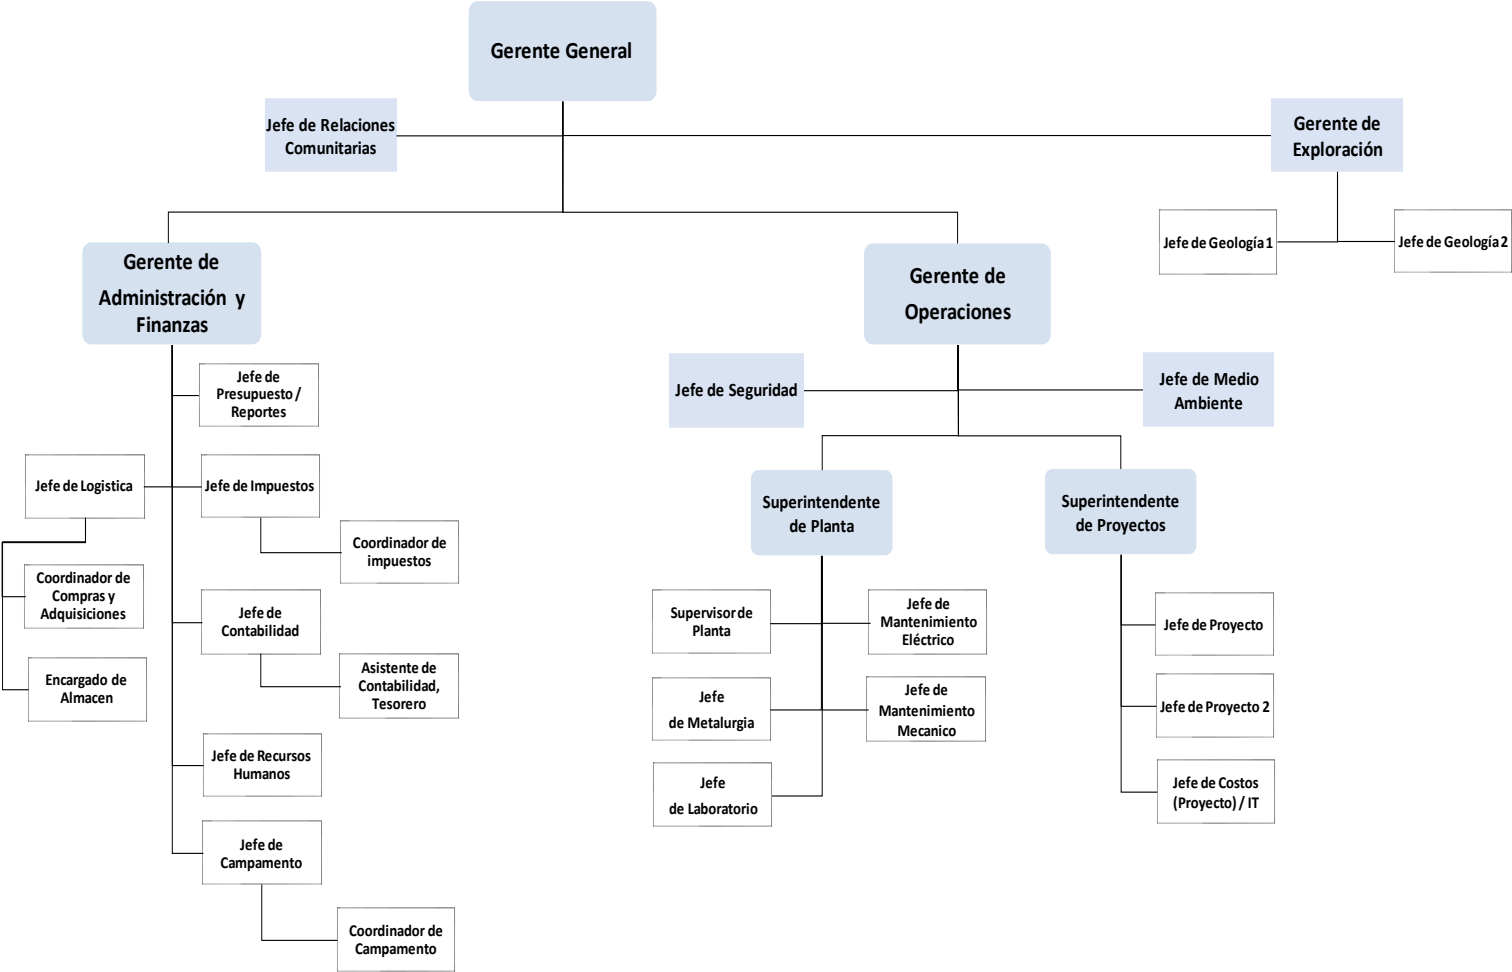 Gerente General
Jefe de Relaciones
Comunitarias
Gerente de
Exploración
Jefe de Geología 1
Jefe de Geología 2
Gerente de
Administración y
Finanzas
Gerente de
Operaciones
Jefe de
Presupuesto /
Reportes
Jefe de Seguridad
Jefe de Medio
Ambiente
Jefe de Logistica
Jefe de Impuestos
Superintendente
de Planta
Superintendente
de Proyectos
Coordinador de
impuestos
Coordinador de
Compras y
Adquisiciones
Jefe de
Contabilidad
Supervisor de
Planta
Jefe de
Mantenimiento
Eléctrico
Jefe de Proyecto
Encargado de
Almacen
Asistente de
Contabilidad,
Tesorero
Jefe
de Metalurgia
Jefe de
Mantenimiento
Mecanico
Jefe de Proyecto 2
Jefe de Recursos
Humanos
Jefe
de Laboratorio
Jefe de Costos
(Proyecto) / IT
Jefe de
Campamento
Coordinador de
Campamento